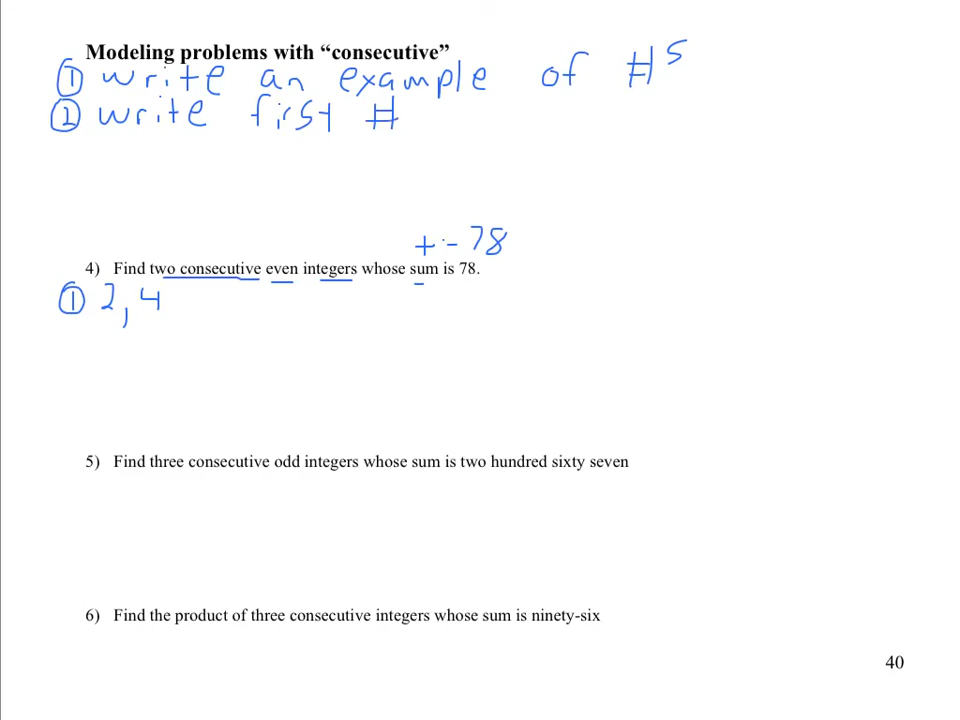 Modeling problems with “consecutive”
① write an example of #s
② write first #
+ = 78
4) Find two consecutive even integers whose sum is 78.
① 2, 4
5) Find three consecutive odd integers whose sum is two hundred sixty seven
6) Find the product of three consecutive integers whose sum is ninety-six
40